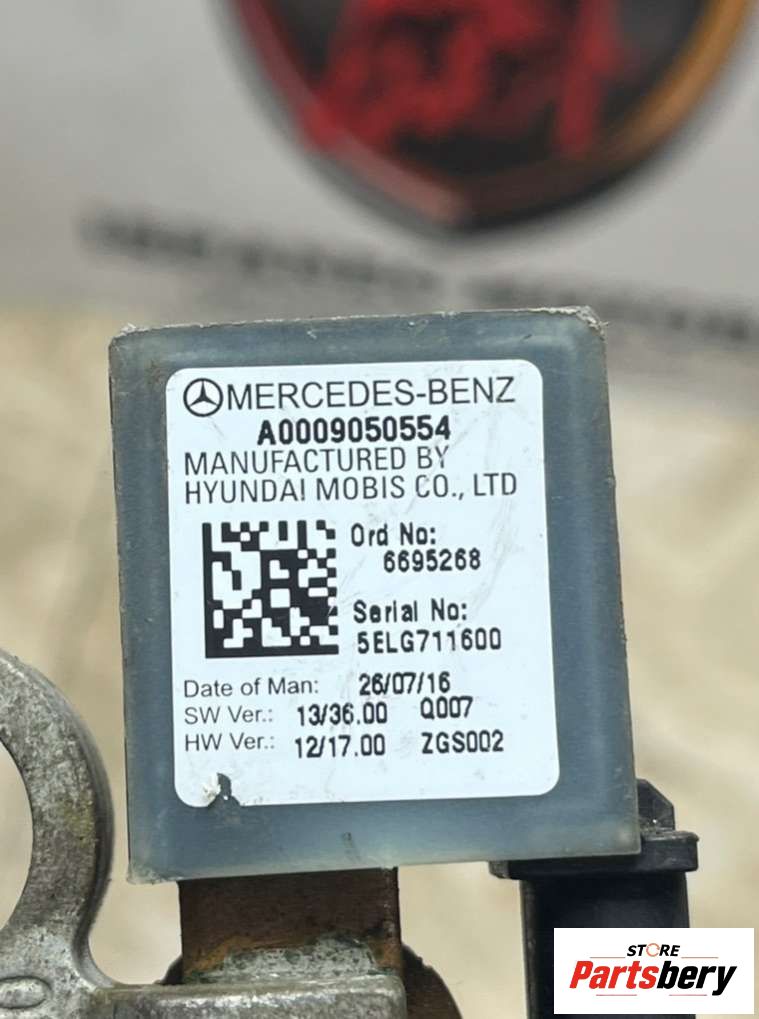 MERCEDES-BENZ
A0009050554
MANUFACTURED BY
HYUNDAI MOBIS CO., LTD
Ord No:
6695268
Serial No:
5ELG711600
Date of Man: 26/07/16
SW Ver.: 13/36.00 Q007
HW Ver.: 12/17.00 ZGS002
STORE
Partsbery